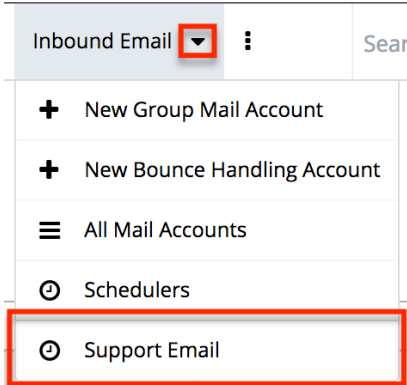 Inbound Email
Sear
New Group Mail Account
New Bounce Handling Account
All Mail Accounts
Schedulers
Support Email